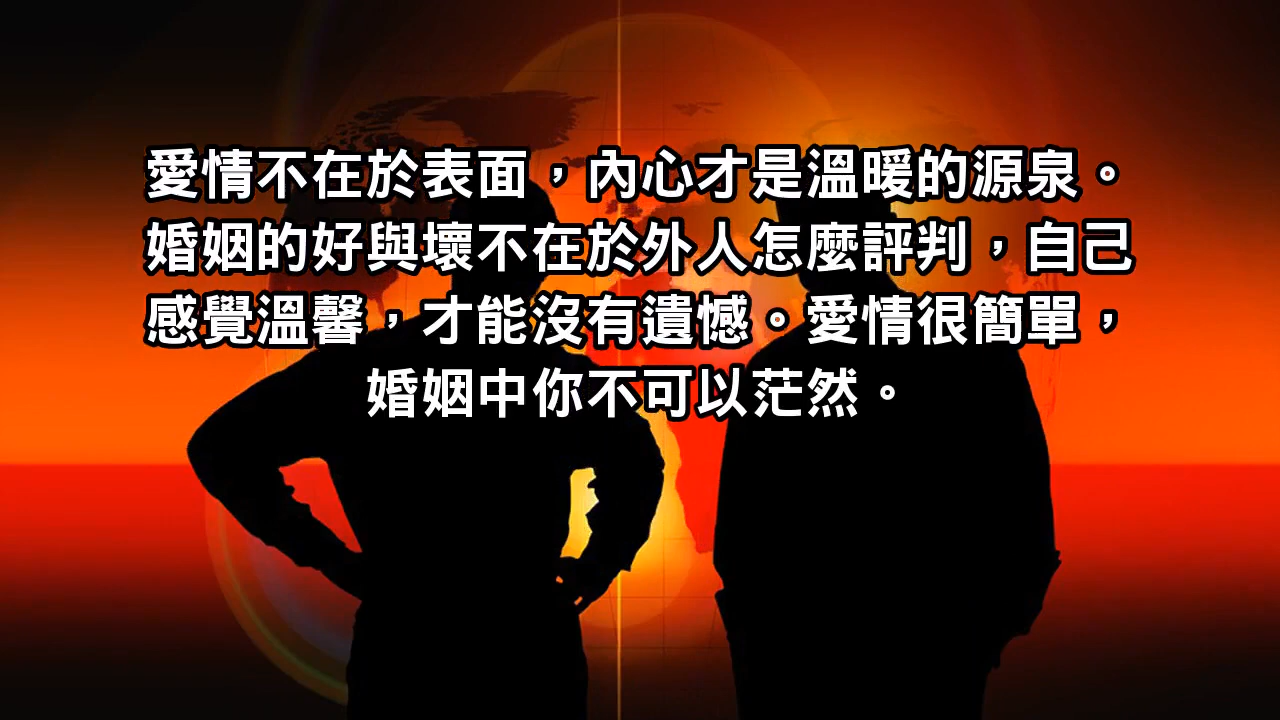 愛情不在於表面，內心才是溫暖的源泉。
婚姻的好與壞不在於外人怎麼評判，自己
感覺溫馨，才能沒有遺憾。愛情很簡單，
婚姻中你不可以茫然。